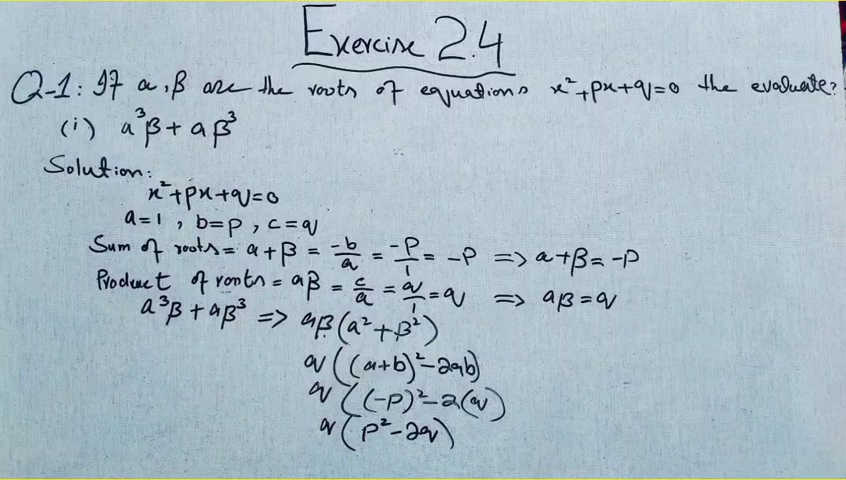 Exercise 2.4
Q-1: If α, β are the roots of equations x²+px+q=0 the evaluate?
(i) α³β + αβ³
Solution:
x²+px+q=0
a=1 , b=p , c=q
Sum of roots = α+β = -b/a = -P/1 = -P => α+β = -P
Product of roots = αβ = c/a = q/1 = q => αβ = q
α³β + αβ³ => αβ(α²+β²)
q((a+b)²-2ab)
q((-P)²-2(q)
q(P²-2q)